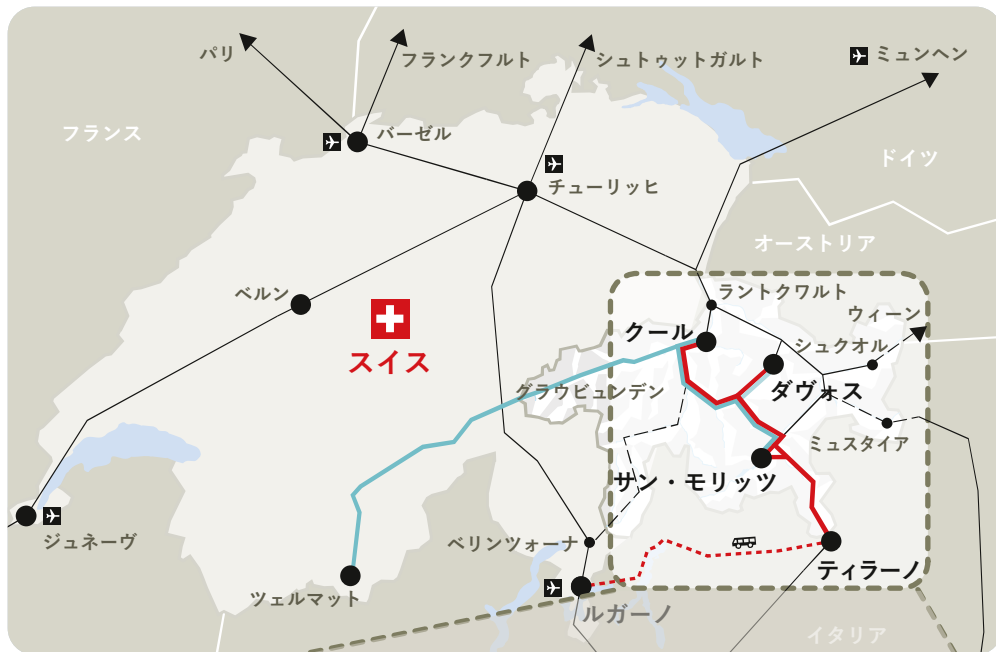 パリ
フランクフルト
シュトゥットガルト
ミュンヘン
フランス
バーゼル
ドイツ
チューリッヒ
オーストリア
ベルン
ラントクワルト
ウィーン
クール
シュクオル
スイス
グラウビュンデン
ダヴォス
ミュスタイア
サン・モリッツ
ジュネーヴ
ベリンツォーナ
ティラーノ
ツェルマット
ルガーノ
イタリア